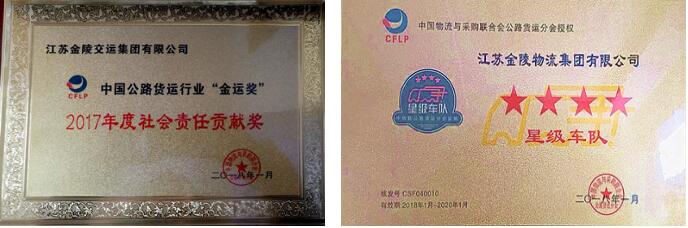 江苏金陵交运集团有限公司
CFLP
中国公路货运行业“金运奖”
2017年度社会责任贡献奖
二〇一八年一月
CFLP
中国物流与采购联合会公路货运分会授权
江苏金陵物流集团有限公司
星级车队
星级车队
核发号 CSF040010
有效期 2018年1月-2020年1月
二〇一八年一月